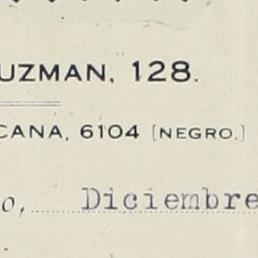 UZMAN, 128.
CANA, 6104 [NEGRO.]
o, Diciembre